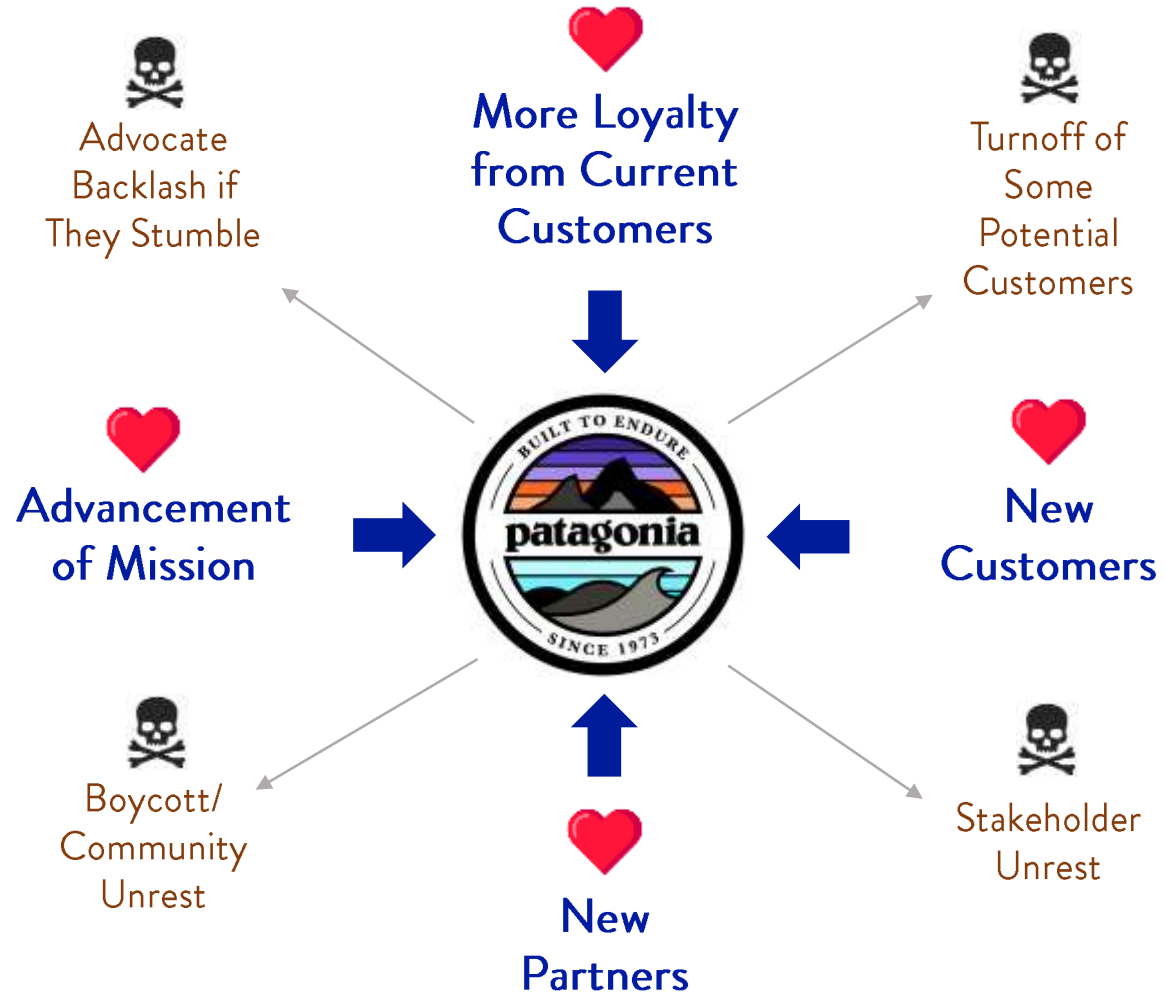 Advocate
Backlash if
They Stumble
More Loyalty
from Current
Customers
Turnoff of
Some
Potential
Customers
Advancement
of Mission
BUILT TO ENDURE
patagonia
SINCE 1973
New
Customers
Boycott/
Community
Unrest
New
Partners
Stakeholder
Unrest